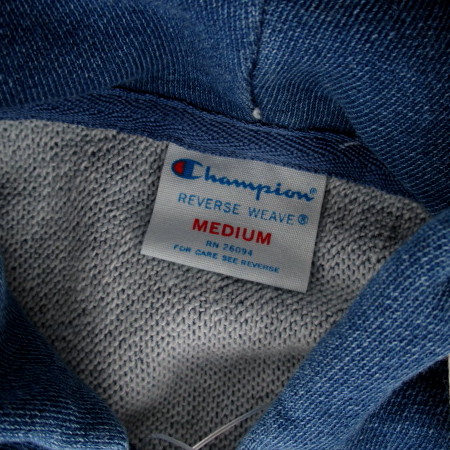 Champion®
REVERSE WEAVE®
MEDIUM
RN 26094
FOR CARE SEE REVERSE